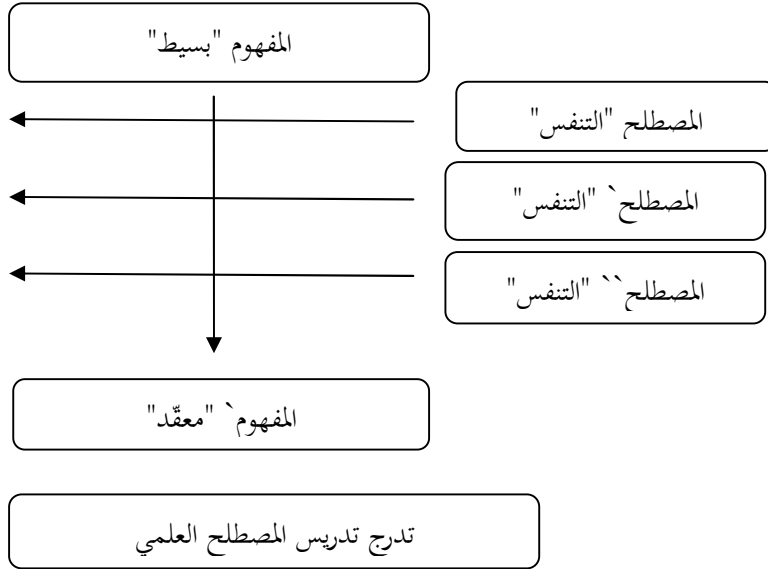 المفهوم "بسيط"
المصطلح "التنفس"
المصطلح` "التنفس"
المصطلح`` "التنفس"
المفهوم` "معقّد"
تدرج تدريس المصطلح العلمي